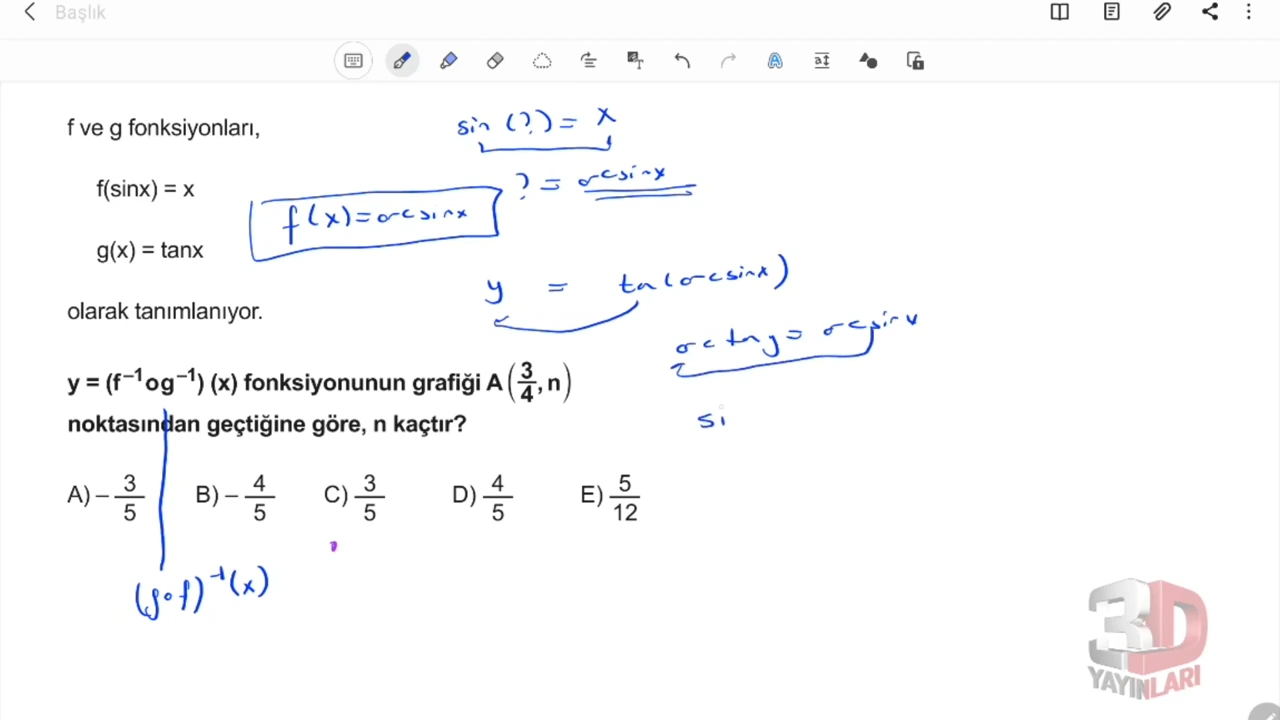 Başlık
f ve g fonksiyonları,
f(sinx) = x
g(x) = tanx
olarak tanımlanıyor.
y = (f⁻¹og⁻¹) (x) fonksiyonunun grafiği A(3/4, n)
noktasından geçtiğine göre, n kaçtır?
A) – 3/5 B) – 4/5 C) 3/5 D) 4/5 E) 5/12
sin (?) = x
? = arcsinx
f(x) = arcsinx
y = tan(arcsinx)
arctany = arcsinx
si
(gof)⁻¹(x)
3D
YAYINLARI